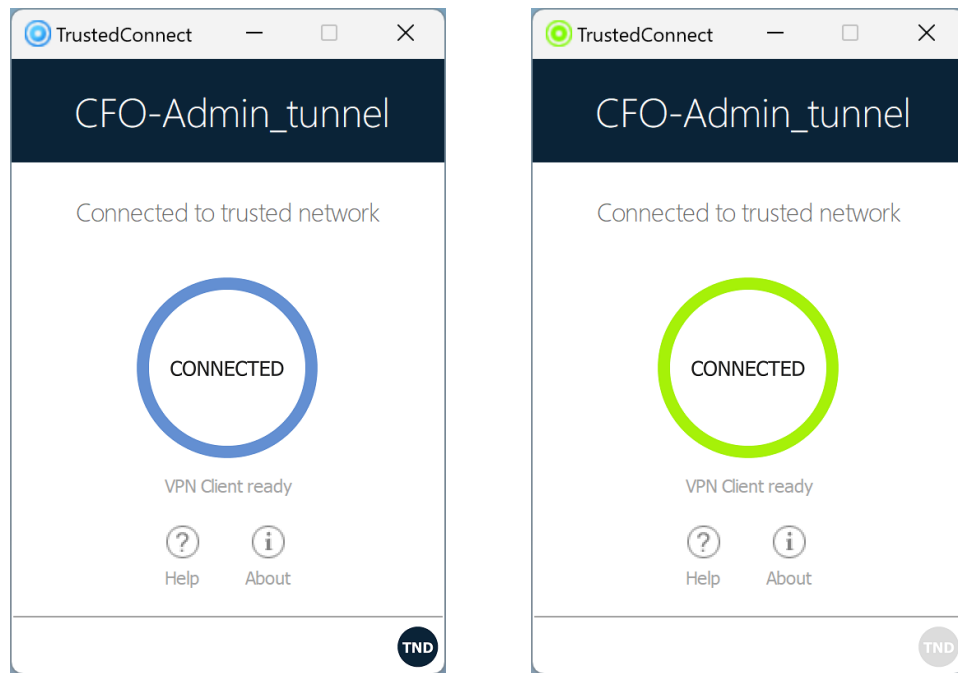 TrustedConnect
CFO-Admin_tunnel
Connected to trusted network
CONNECTED
VPN Client ready
? i
Help About
TND
TrustedConnect
CFO-Admin_tunnel
Connected to trusted network
CONNECTED
VPN Client ready
? i
Help About
TND